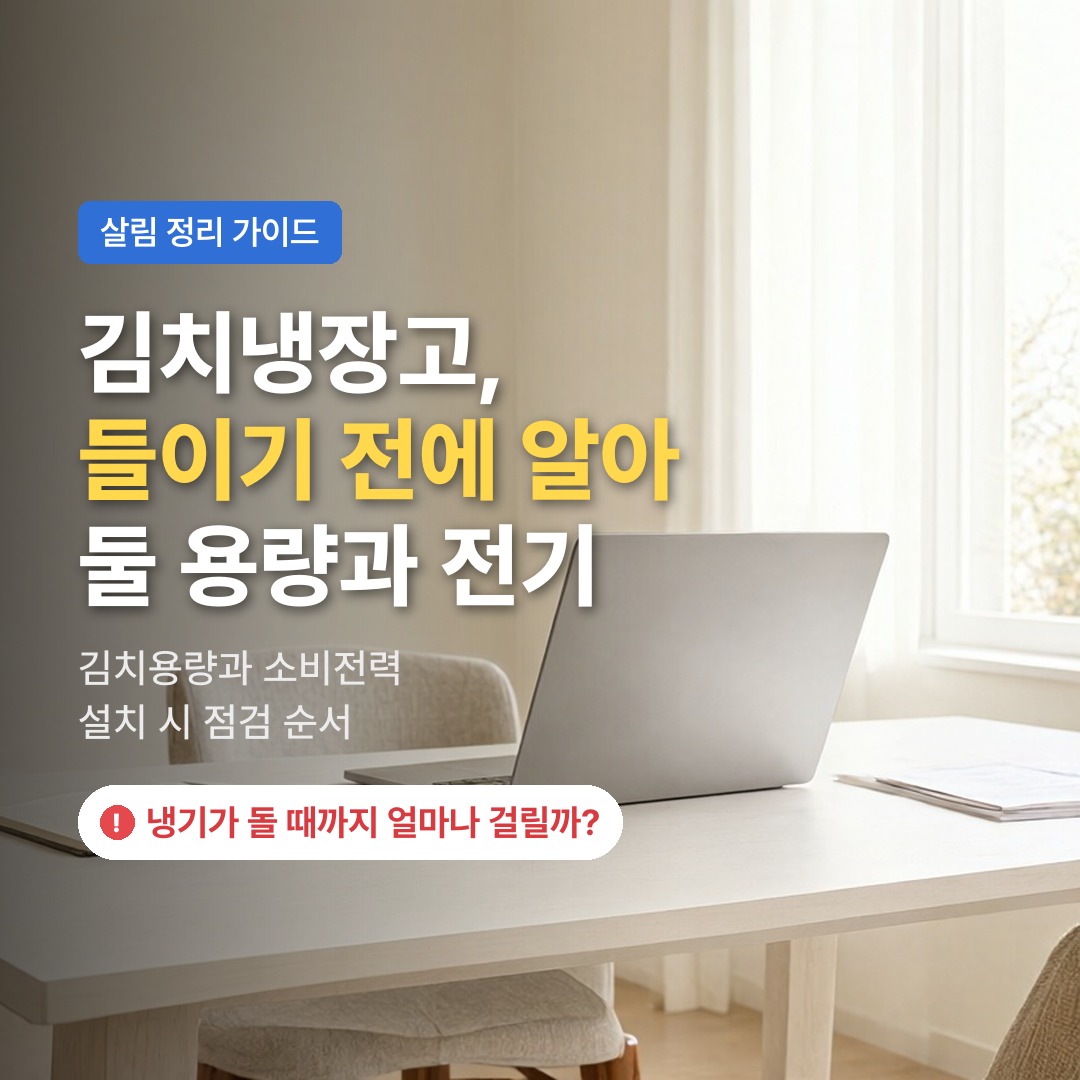 살림 정리 가이드
김치냉장고,
들이기 전에 알아
둘 용량과 전기
김치용량과 소비전력
설치 시 점검 순서
! 냉기가 돌 때까지 얼마나 걸릴까?